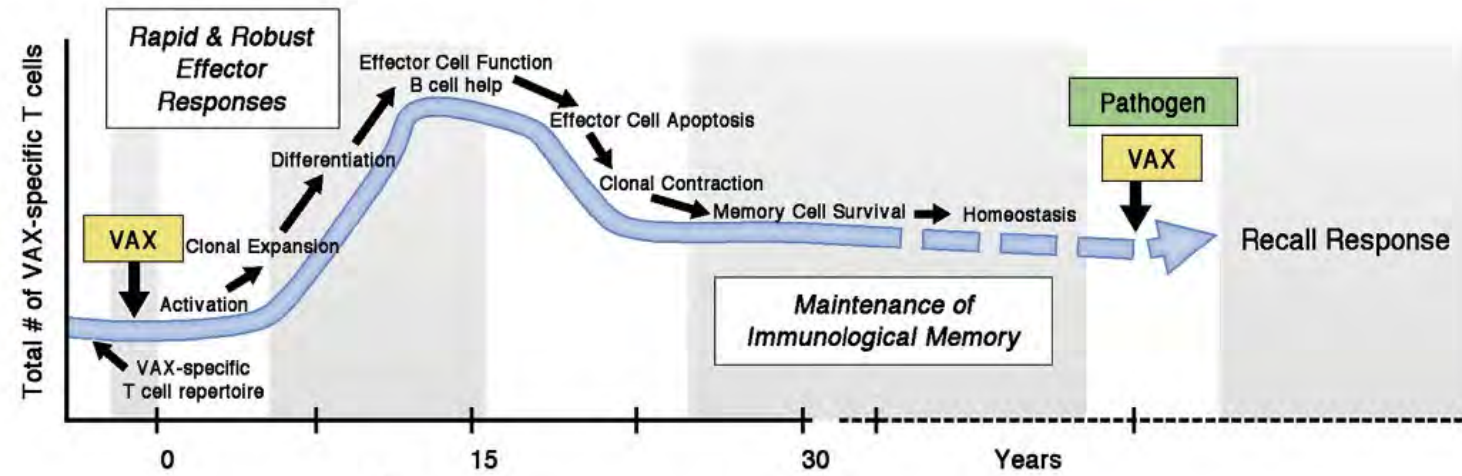 Total # of VAX-specific T cells
Rapid & Robust
Effector
Responses
Effector Cell Function
B cell help
Effector Cell Apoptosis
Differentiation
Clonal Contraction
Memory Cell Survival
Homeostasis
Pathogen
VAX
VAX
Clonal Expansion
Activation
Recall Response
Maintenance of
Immunological Memory
VAX-specific
T cell repertoire
0
15
30
Years